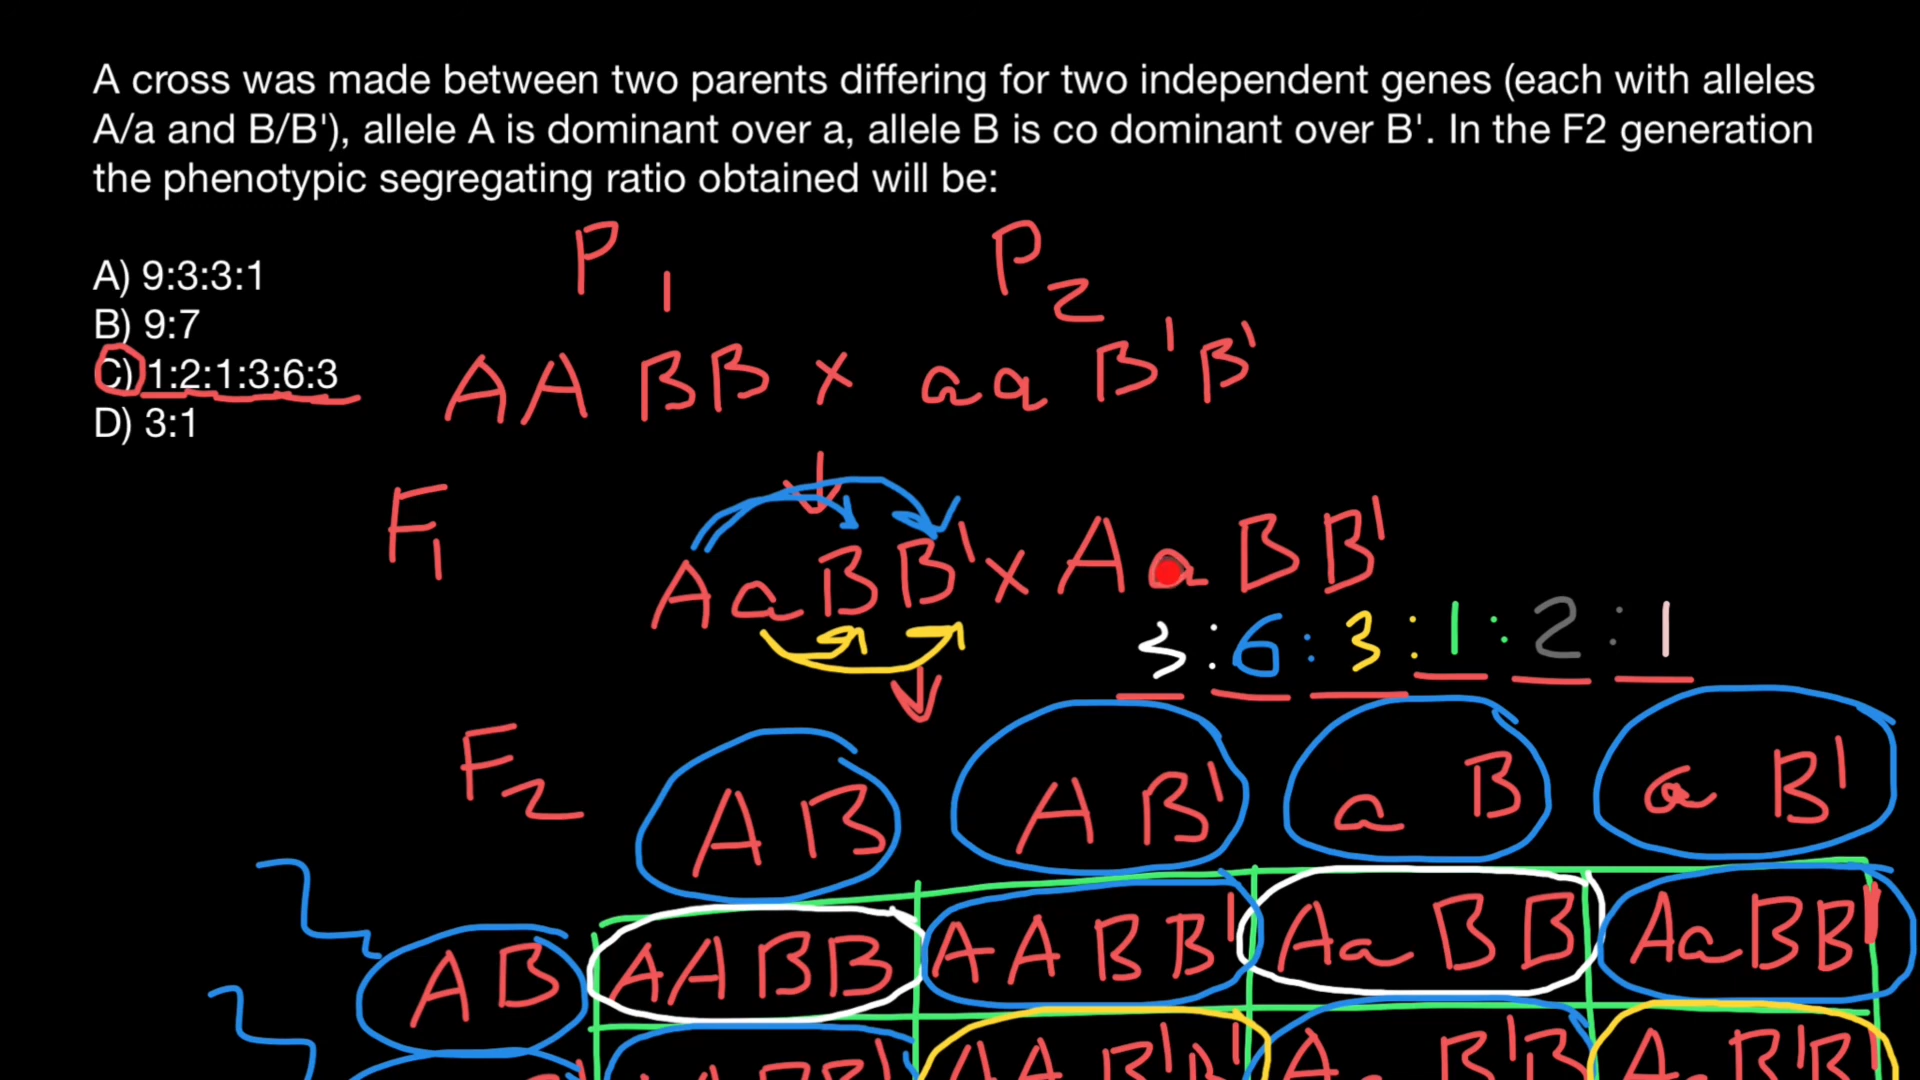 A cross was made between two parents differing for two independent genes (each with alleles
A/a and B/B'), allele A is dominant over a, allele B is co dominant over B'. In the F2 generation
the phenotypic segregating ratio obtained will be:
A) 9:3:3:1
B) 9:7
C) 1:2:1:3:6:3
D) 3:1
P1 P2
AABB x aaB'B'
F1
AaBB' x AaBB'
3:6:3:1:2:1
F2
AB AB' aB aB'
AB AABB AABB' AaBB AaBB'